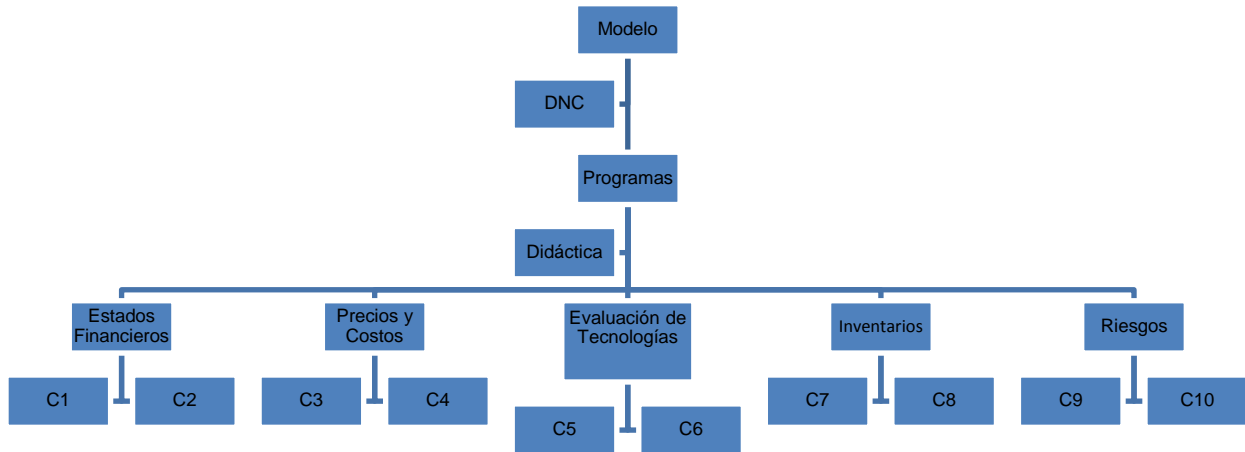 Modelo
DNC
Programas
Didáctica
Estados
Financieros
Precios y
Costos
Evaluación de
Tecnologías
Inventarios
Riesgos
C1
C2
C3
C4
C5
C6
C7
C8
C9
C10